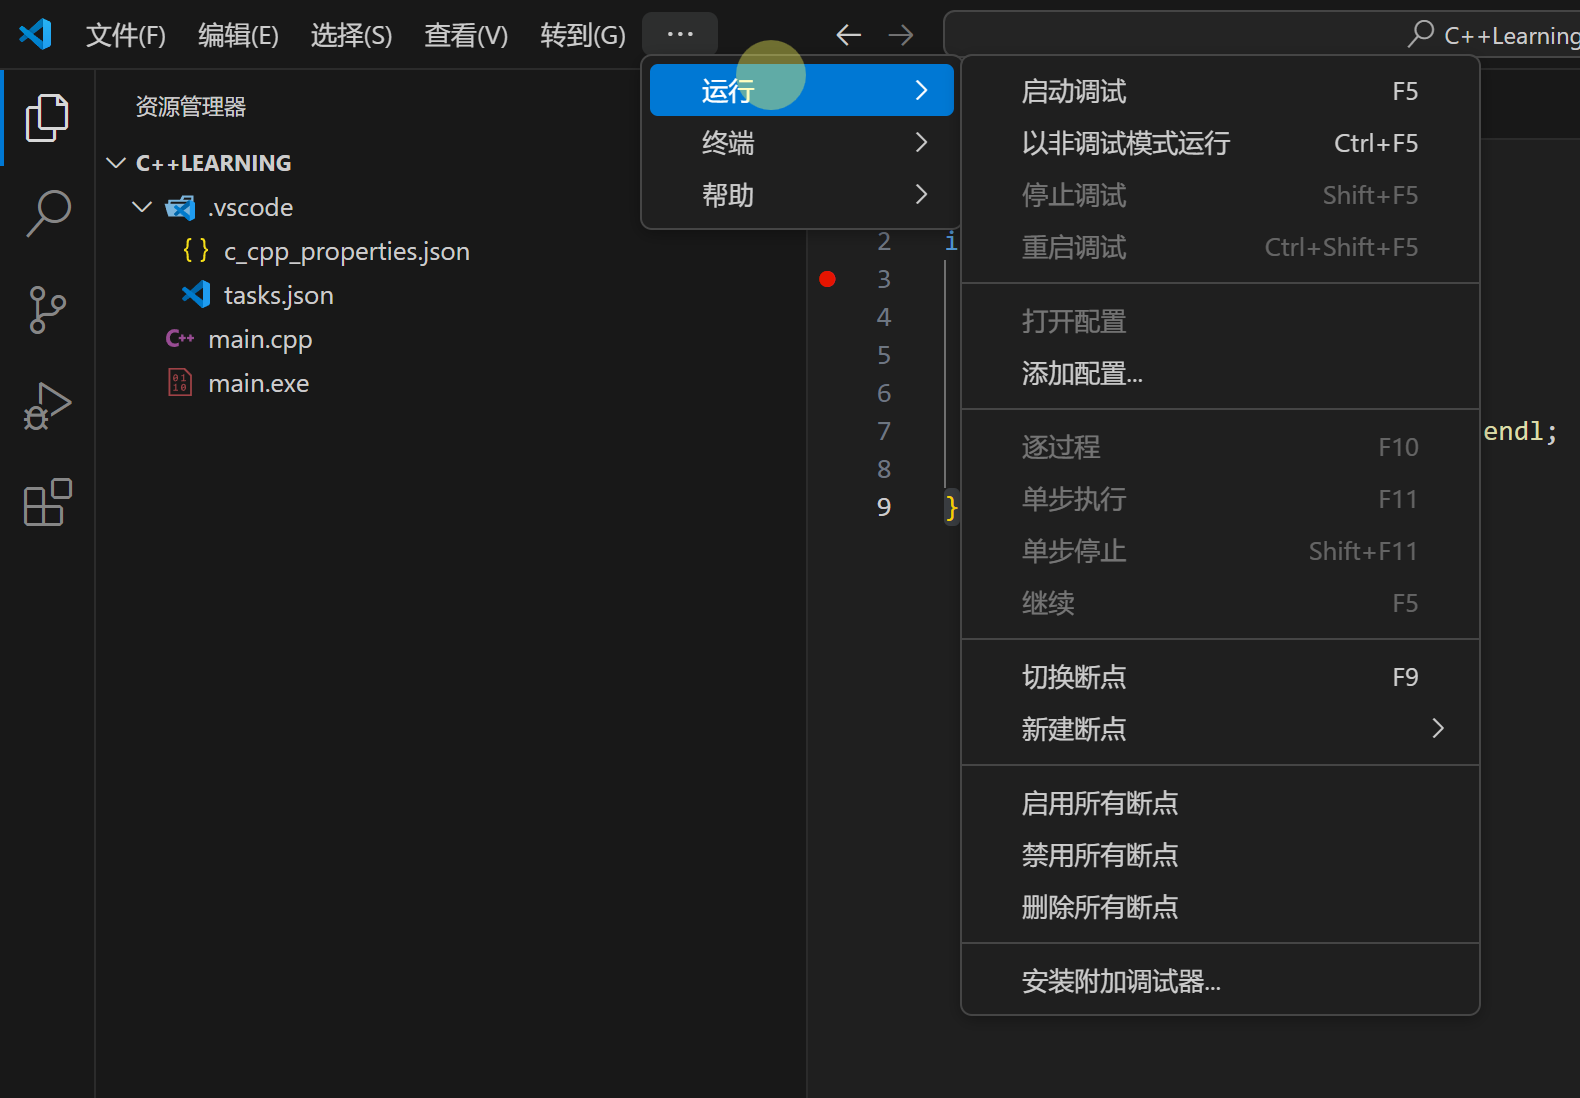 文件(F) 编辑(E) 选择(S) 查看(V) 转到(G) ··· C++Learning
资源管理器
C++LEARNING
.vscode
{ } c_cpp_properties.json
tasks.json
C++ main.cpp
main.exe
运行
终端
帮助
启动调试 F5
以非调试模式运行 Ctrl+F5
停止调试 Shift+F5
重启调试 Ctrl+Shift+F5
打开配置
添加配置...
逐过程 F10
单步执行 F11
单步停止 Shift+F11
继续 F5
切换断点 F9
新建断点
启用所有断点
禁用所有断点
删除所有断点
安装附加调试器...
2 i
3
4
5
6
7 endl;
8
9 }